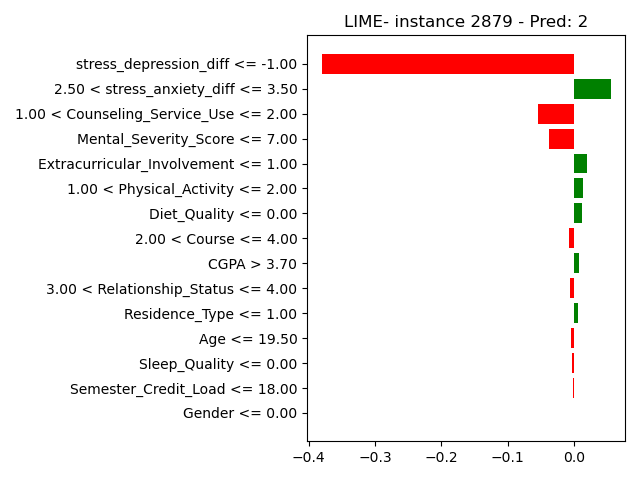 LIME- instance 2879 - Pred: 2
stress_depression_diff <= -1.00
2.50 < stress_anxiety_diff <= 3.50
1.00 < Counseling_Service_Use <= 2.00
Mental_Severity_Score <= 7.00
Extracurricular_Involvement <= 1.00
1.00 < Physical_Activity <= 2.00
Diet_Quality <= 0.00
2.00 < Course <= 4.00
CGPA > 3.70
3.00 < Relationship_Status <= 4.00
Residence_Type <= 1.00
Age <= 19.50
Sleep_Quality <= 0.00
Semester_Credit_Load <= 18.00
Gender <= 0.00
−0.4 −0.3 −0.2 −0.1 0.0